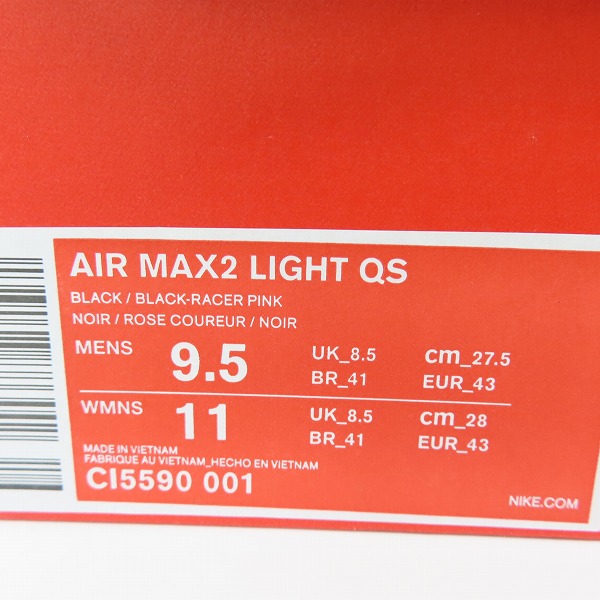 AIR MAX2 LIGHT QS
BLACK / BLACK-RACER PINK
NOIR / ROSE COUREUR / NOIR
MENS 9.5 UK_8.5 cm_27.5
BR_41 EUR_43
WMNS 11 UK_8.5 cm_28
BR_41 EUR_43
MADE IN VIETNAM
FABRIQUE AU VIETNAM_HECHO EN VIETNAM
CI5590 001
NIKE.COM